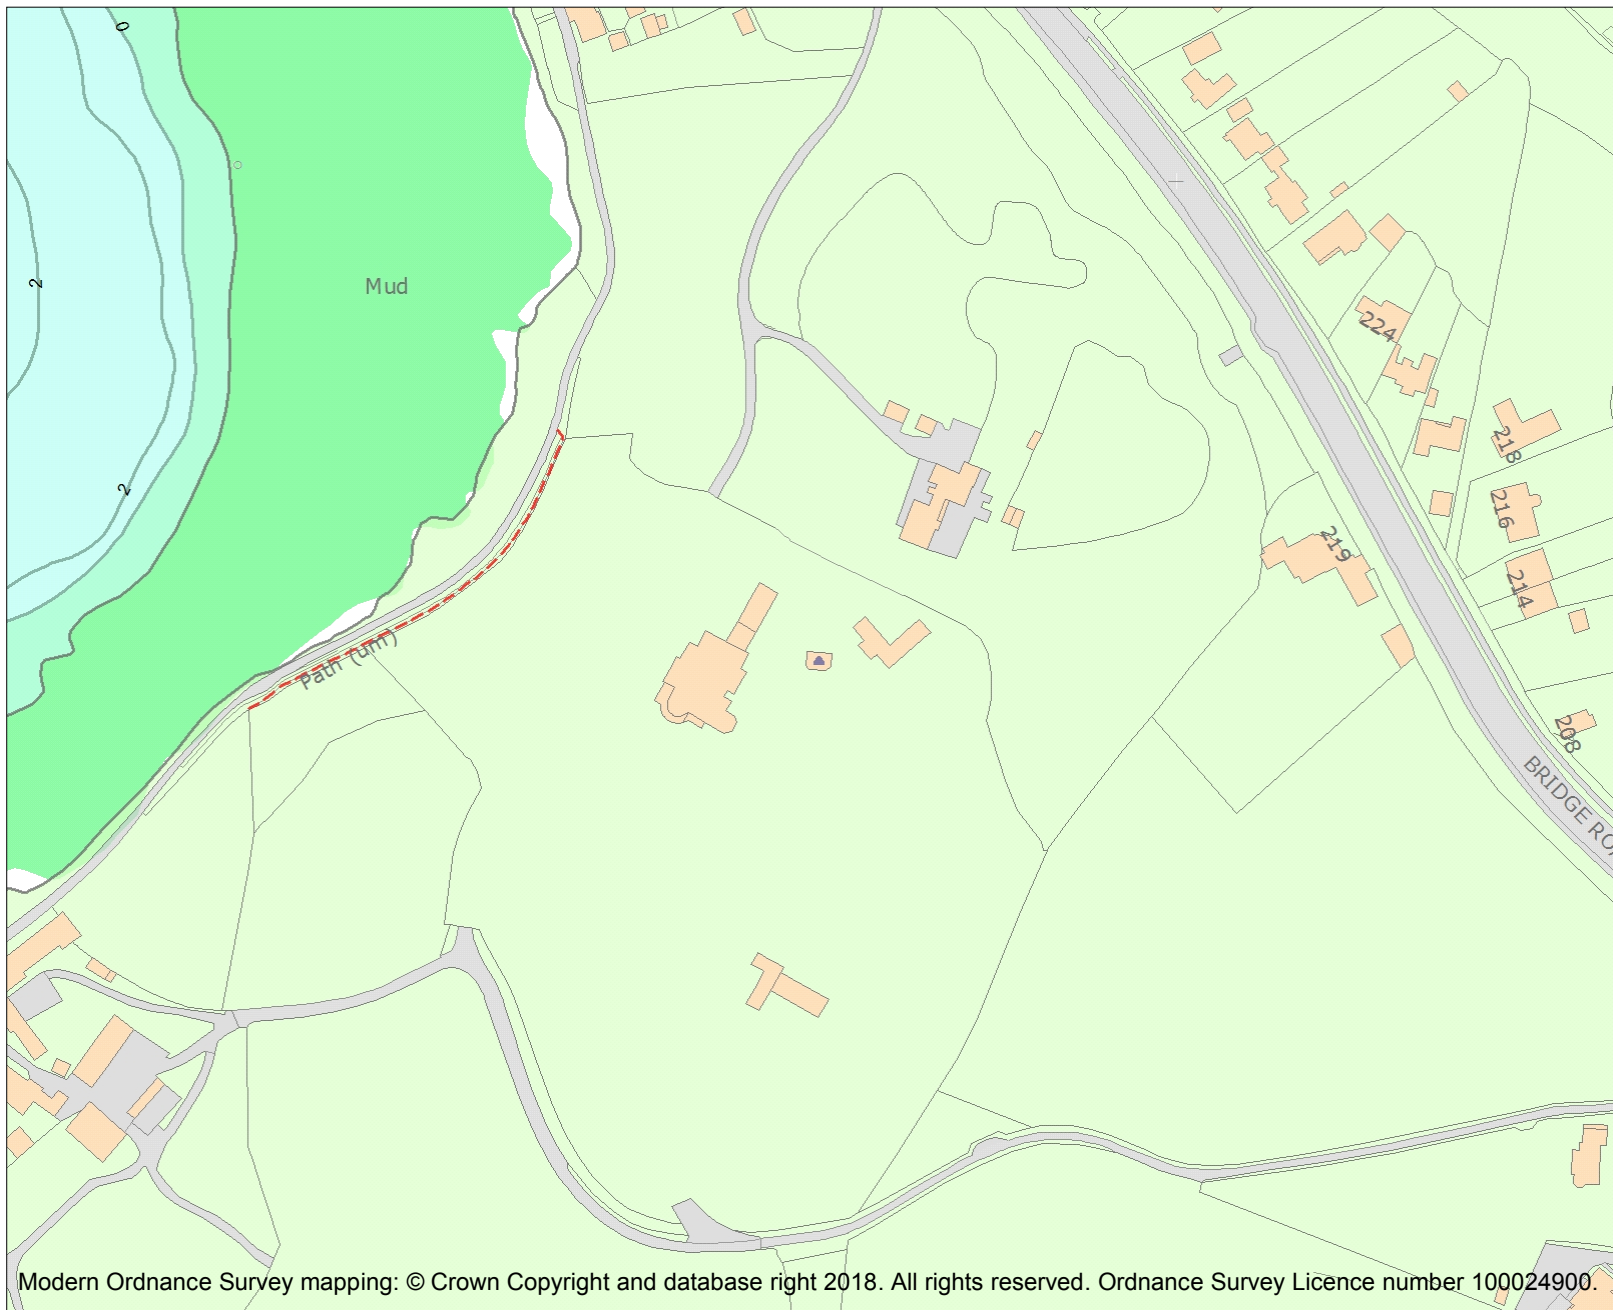 0
2
Mud
224
218
216
219
214
2
Path (um)
208
BRIDGE ROA
Modern Ordnance Survey mapping: © Crown Copyright and database right 2018. All rights reserved. Ordnance Survey Licence number 100024900.